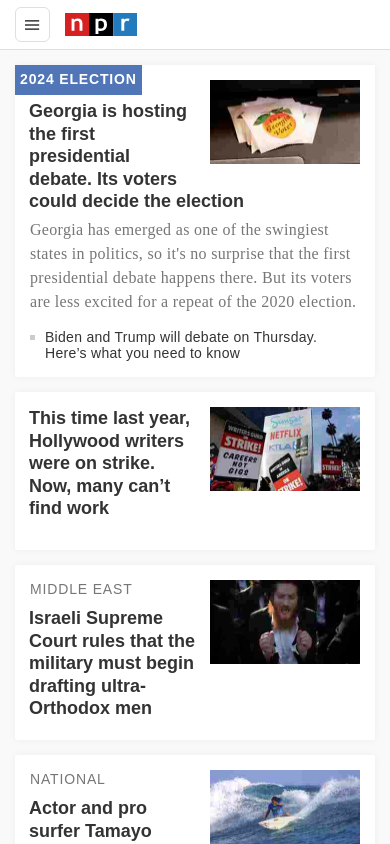 npr
2024 ELECTION
Georgia is hosting
the first
presidential
debate. Its voters
could decide the election
Georgia has emerged as one of the swingiest
states in politics, so it's no surprise that the first
presidential debate happens there. But its voters
are less excited for a repeat of the 2020 election.
Biden and Trump will debate on Thursday.
Here’s what you need to know
This time last year,
Hollywood writers
were on strike.
Now, many can’t
find work
STRIKE!
CAREERS
NOT
GIGS
NETFLIX
STRIKE!
STRIKE!
MIDDLE EAST
Israeli Supreme
Court rules that the
military must begin
drafting ultra-
Orthodox men
NATIONAL
Actor and pro
surfer Tamayo